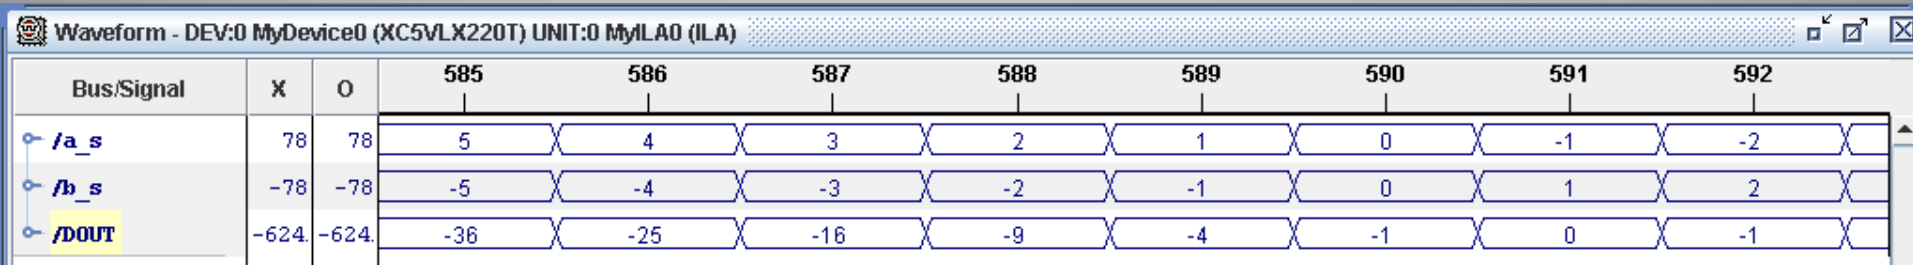 Waveform - DEV:0 MyDevice0 (XC5VLX220T) UNIT:0 MyILA0 (ILA)
Bus/Signal X O 585 586 587 588 589 590 591 592
/a_s 78 78 5 4 3 2 1 0 -1 -2
/b_s -78 -78 -5 -4 -3 -2 -1 0 1 2
/DOUT -624. -624. -36 -25 -16 -9 -4 -1 0 -1